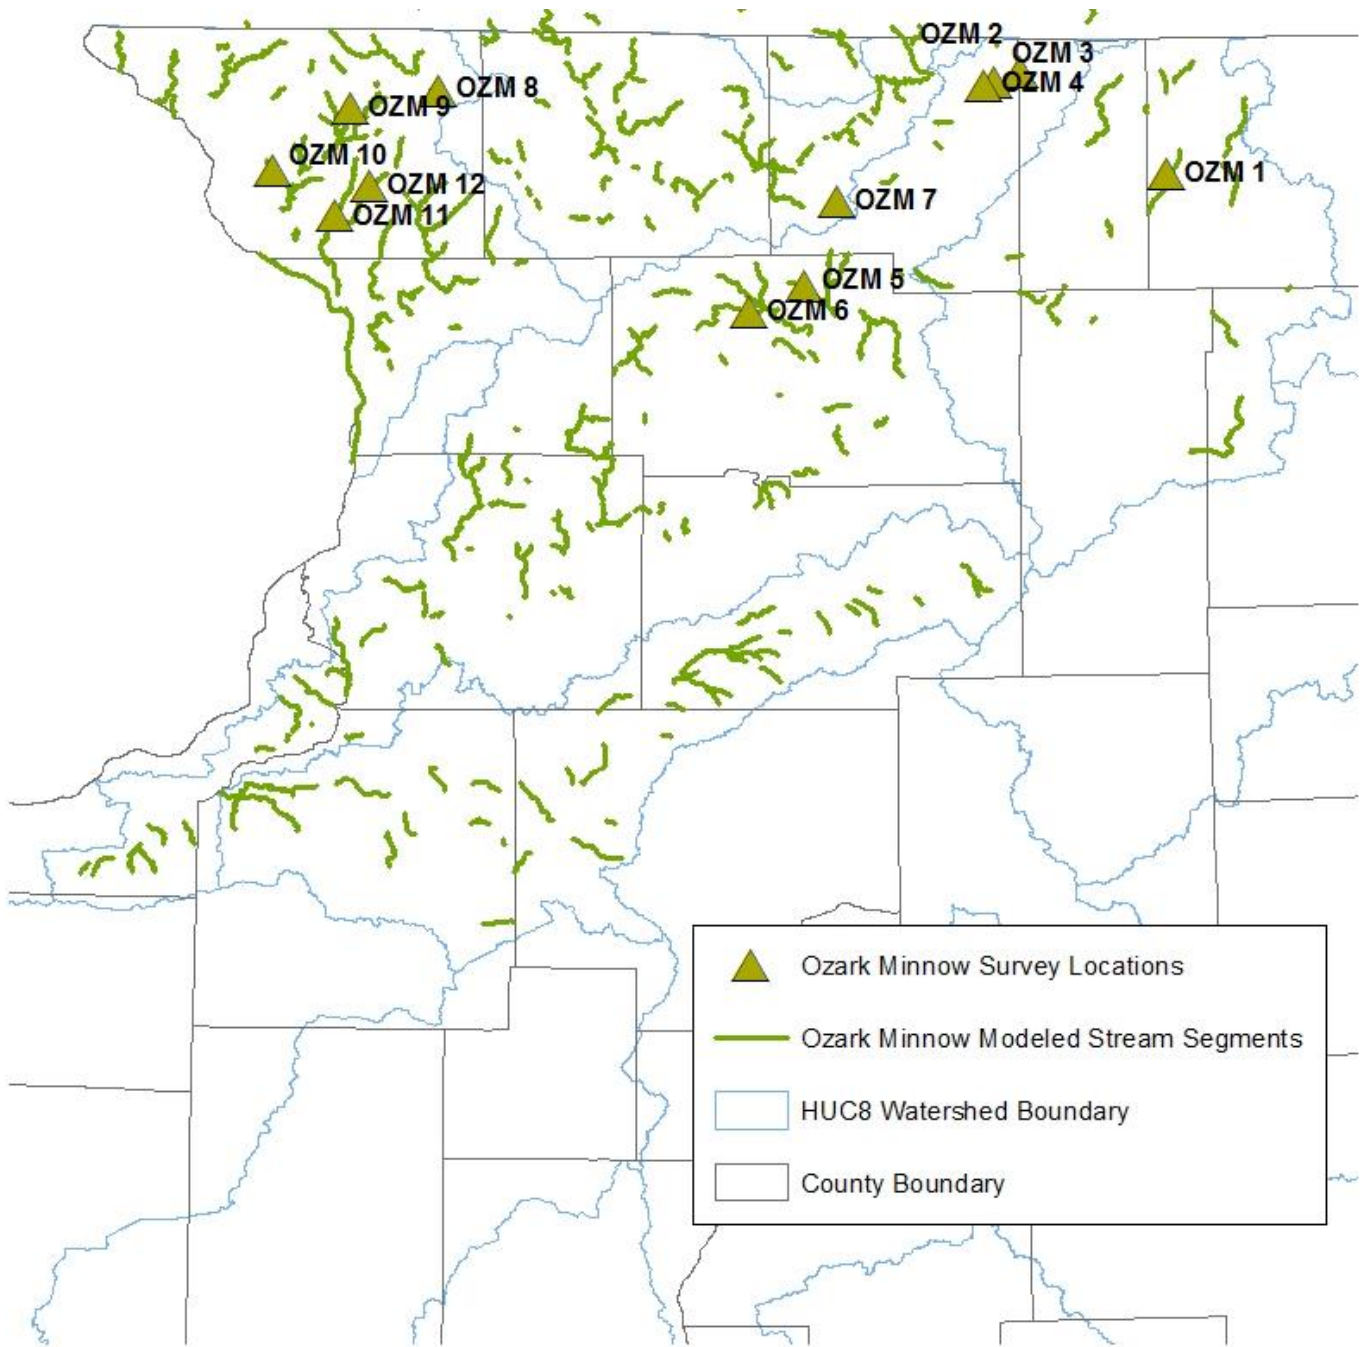 OZM 2
OZM 3
OZM 4
OZM 8
OZM 9
OZM 10
OZM 1
OZM 12
OZM 7
OZM 11
OZM 5
OZM 6
Ozark Minnow Survey Locations
Ozark Minnow Modeled Stream Segments
HUC8 Watershed Boundary
County Boundary